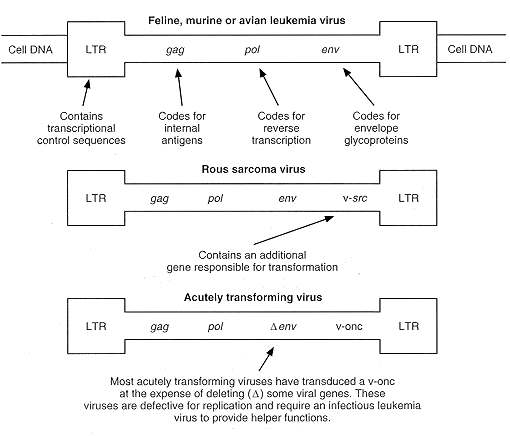 Feline, murine or avian leukemia virus
Cell DNA LTR gag pol env LTR Cell DNA
Contains
transcriptional
control sequences
Codes for
internal
antigens
Codes for
reverse
transcription
Codes for
envelope
glycoproteins
Rous sarcoma virus
LTR gag pol env v-src LTR
Contains an additional
gene responsible for transformation
Acutely transforming virus
LTR gag pol Δenv v-onc LTR
Most acutely transforming viruses have transduced a v-onc
at the expense of deleting (Δ) some viral genes. These
viruses are defective for replication and require an infectious leukemia
virus to provide helper functions.